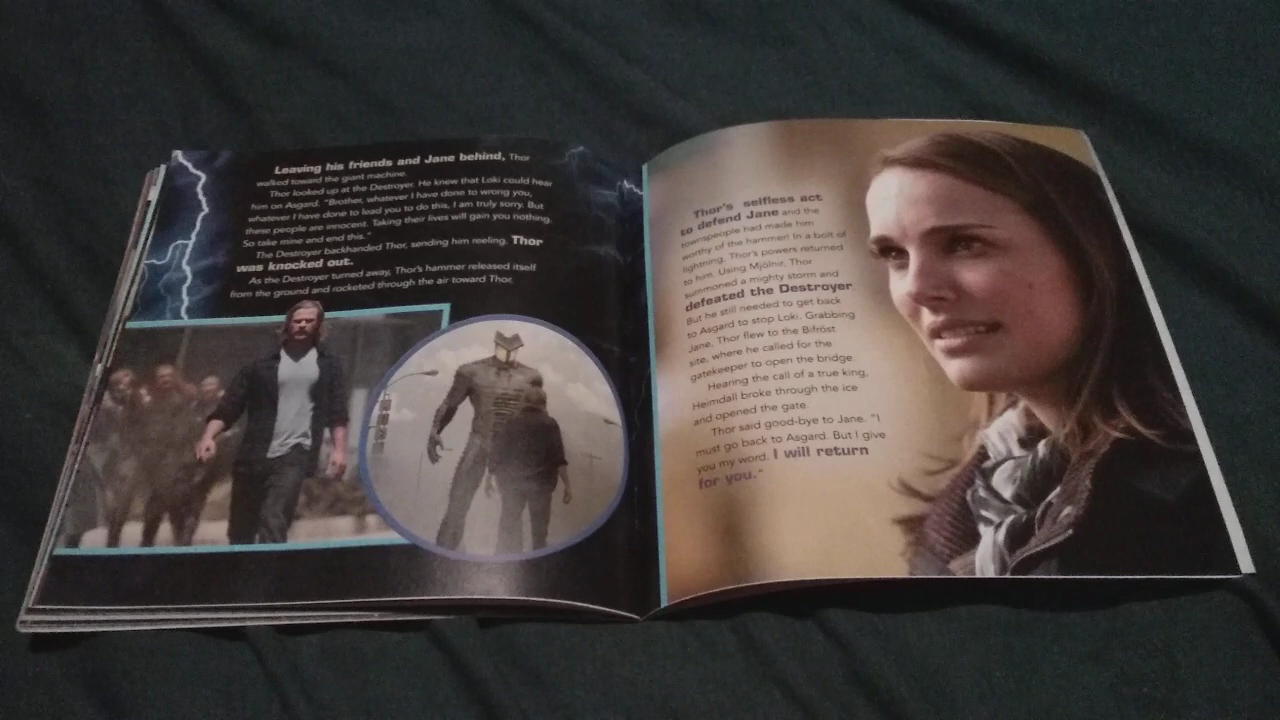 Leaving his friends and Jane behind, Thor
walked toward the giant machine.
Thor looked up at the Destroyer. He knew that Loki could hear
him on Asgard. "Brother, whatever I have done to wrong you,
whatever I have done to lead you to do this, I am truly sorry. But
these people are innocent. Taking their lives will gain you nothing.
So take mine and end this."
The Destroyer backhanded Thor, sending him reeling. Thor
was knocked out.
As the Destroyer turned away, Thor's hammer released itself
from the ground and rocketed through the air toward Thor.
Thor's selfless act
to defend Jane and the
townspeople had made him
worthy of the hammer! In a bolt of
lightning, Thor's powers returned
to him. Using Mjölnir, Thor
summoned a mighty storm and
defeated the Destroyer.
But he still needed to get back
to Asgard to stop Loki. Grabbing
Jane, Thor flew to the Bifröst
site, where he called for the
gatekeeper to open the bridge.
Hearing the call of a true king,
Heimdall broke through the ice
and opened the gate.
Thor said good-bye to Jane. "I
must go back to Asgard. But I give
you my word. I will return
for you."